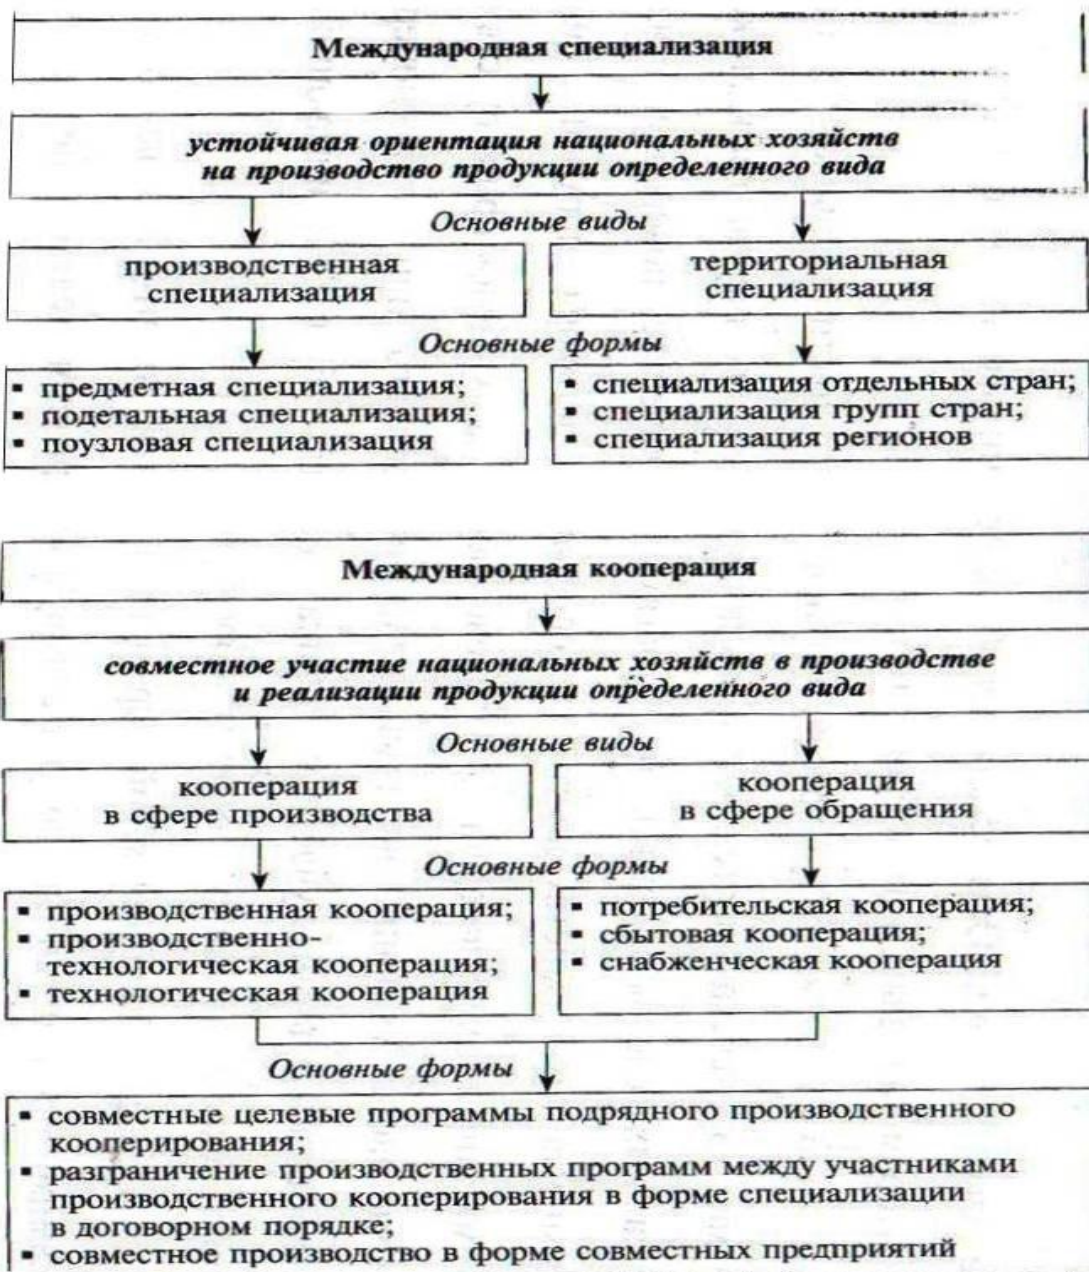 Международная специализация
устойчивая ориентация национальных хозяйств
на производство продукции определенного вида
Основные виды
производственная
специализация
территориальная
специализация
Основные формы
▪ предметная специализация;
▪ подетальная специализация;
▪ поузловая специализация
▪ специализация отдельных стран;
▪ специализация групп стран;
▪ специализация регионов
Международная кооперация
совместное участие национальных хозяйств в производстве
и реализации продукции определенного вида
Основные виды
кооперация
в сфере производства
кооперация
в сфере обращения
Основные формы
▪ производственная кооперация;
▪ производственно-
технологическая кооперация;
▪ технологическая кооперация
▪ потребительская кооперация;
▪ сбытовая кооперация;
▪ снабженческая кооперация
Основные формы
▪ совместные целевые программы подрядного производственного
кооперирования;
▪ разграничение производственных программ между участниками
производственного кооперирования в форме специализации
в договорном порядке;
▪ совместное производство в форме совместных предприятий